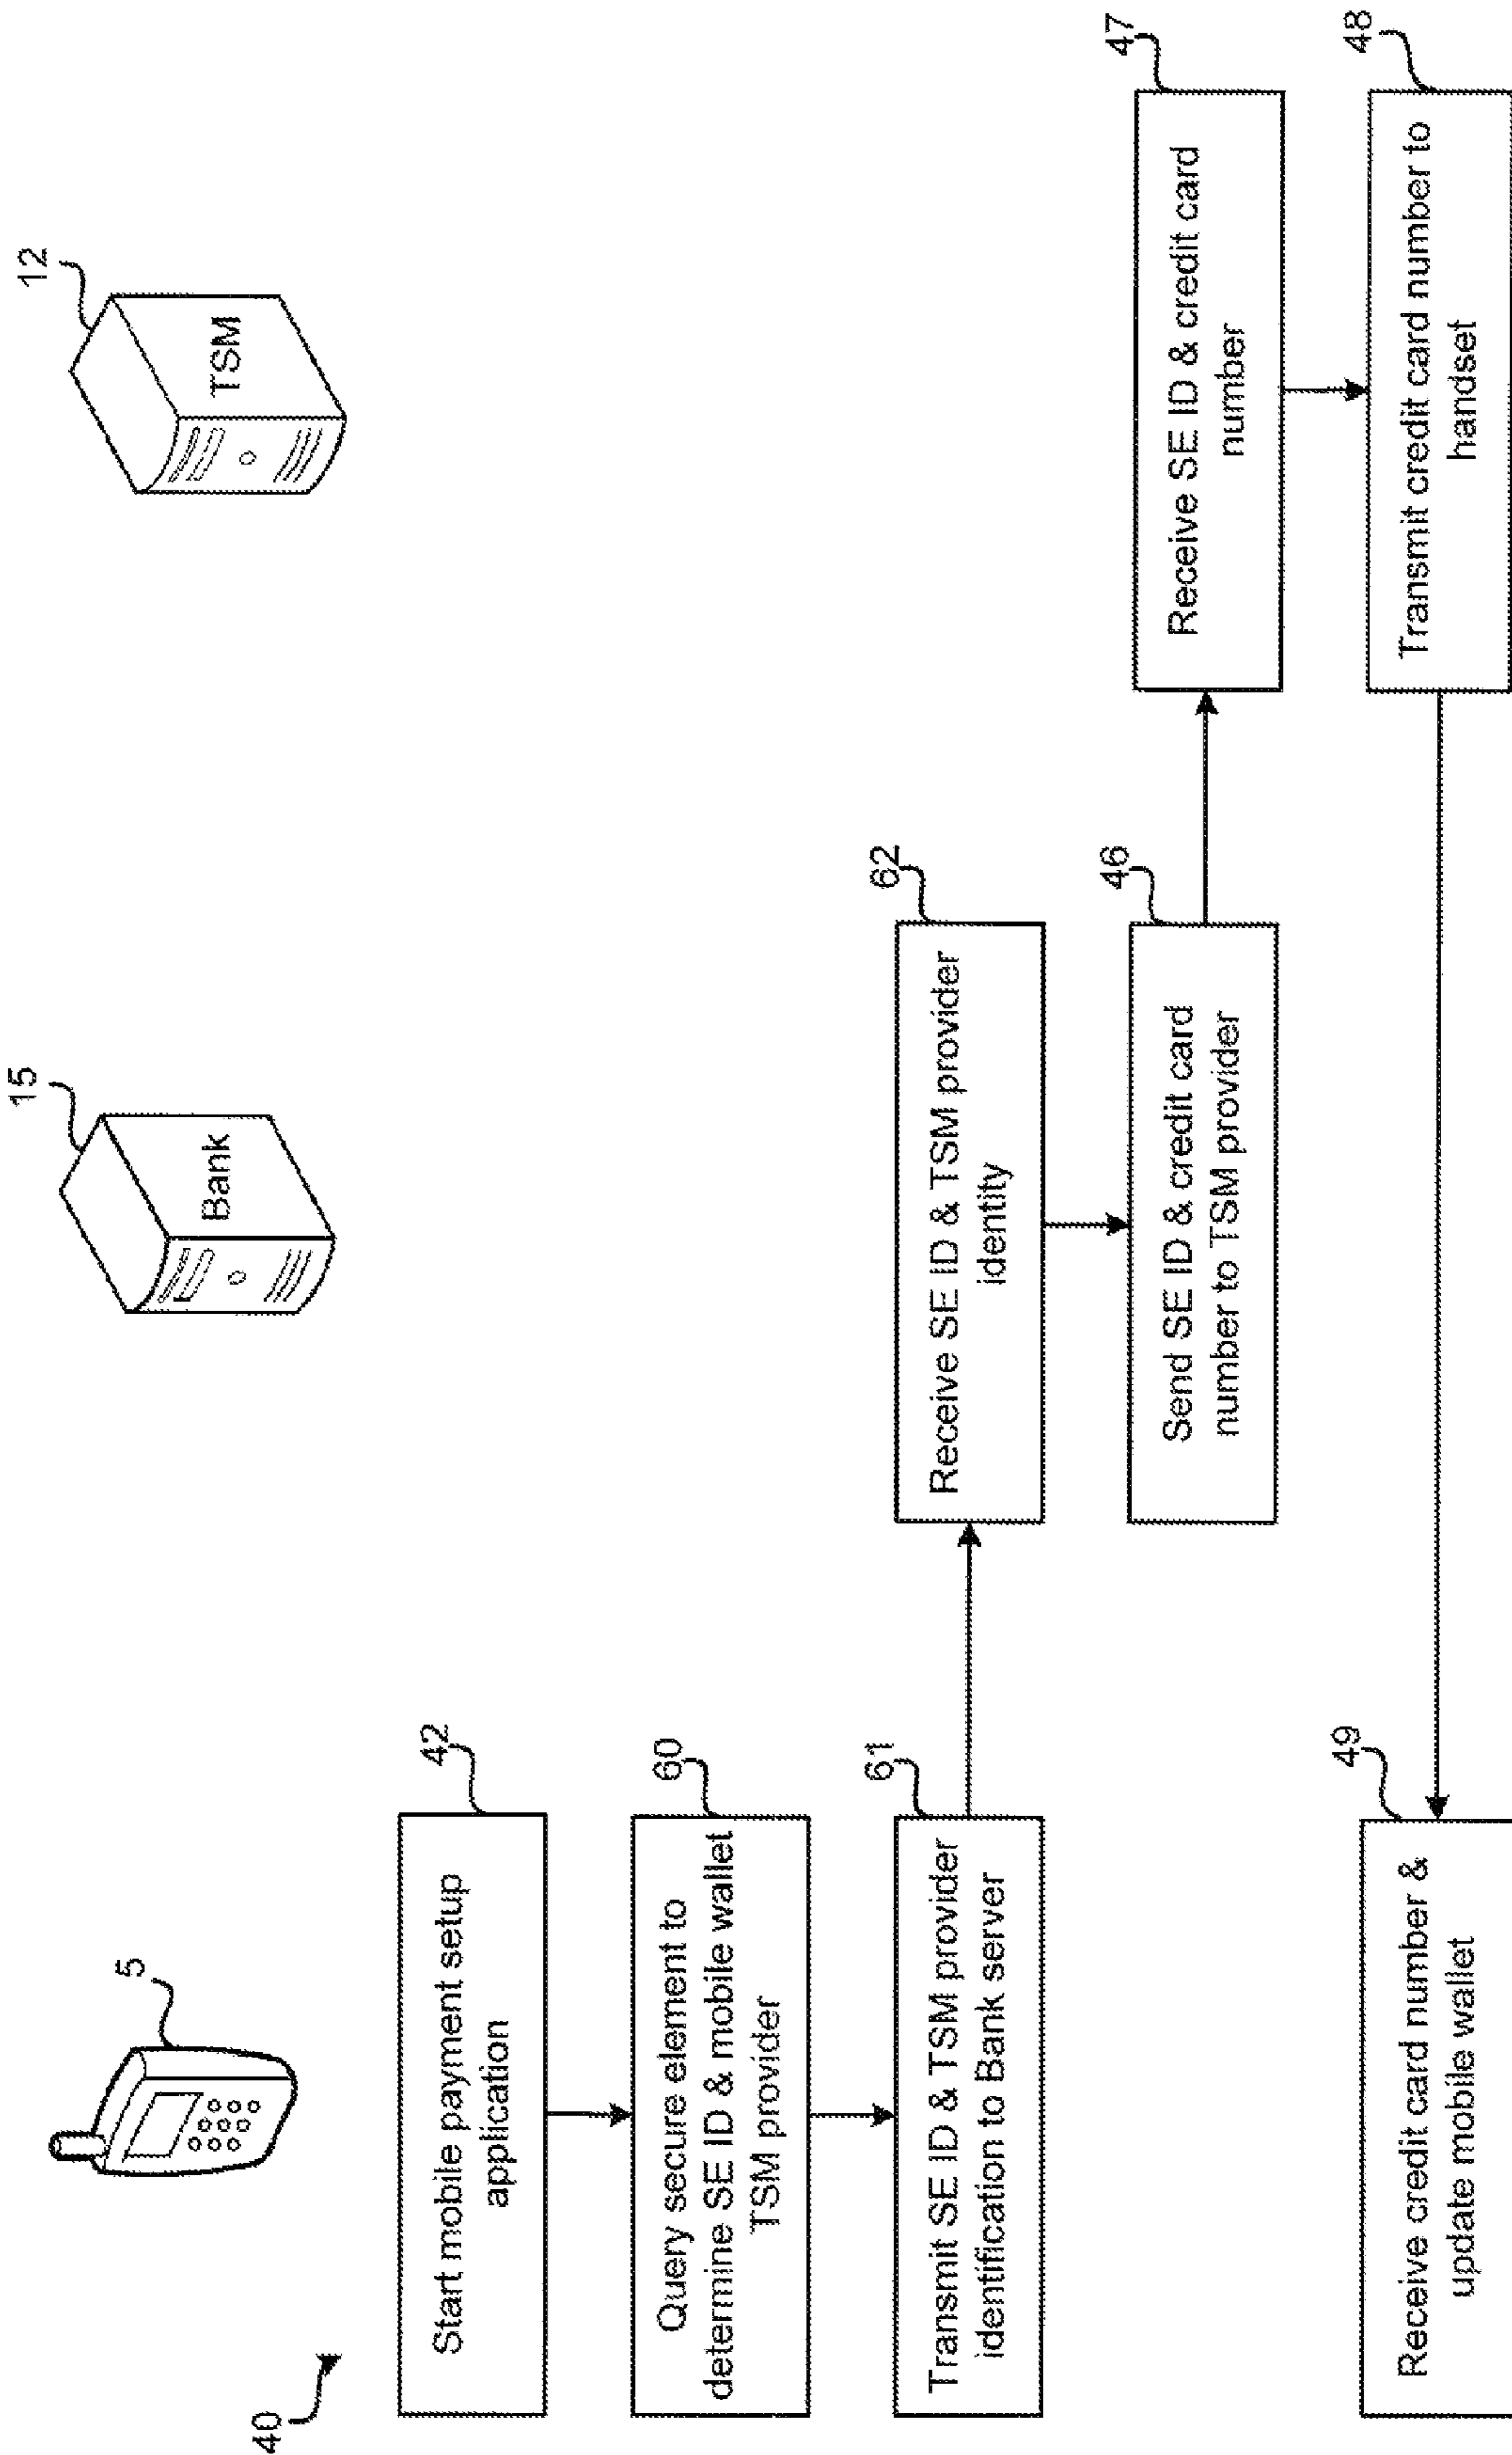 40
5
15
Bank
12
TSM
42
Start mobile payment setup
application
60
Query secure element to
determine SE ID & mobile wallet
TSM provider
61
Transmit SE ID & TSM provider
identification to Bank server
62
Receive SE ID & TSM provider
identity
46
Send SE ID & credit card
number to TSM provider
47
Receive SE ID & credit card
number
48
Transmit credit card number to
handset
49
Receive credit card number &
update mobile wallet